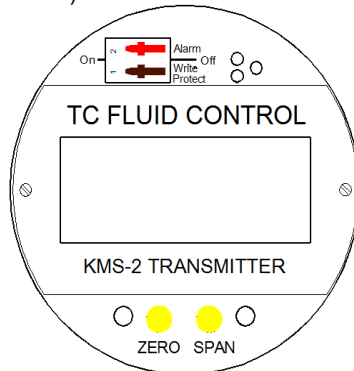 )
2 Alarm
On Off
1 Write
Protect
TC FLUID CONTROL
KMS-2 TRANSMITTER
ZERO SPAN